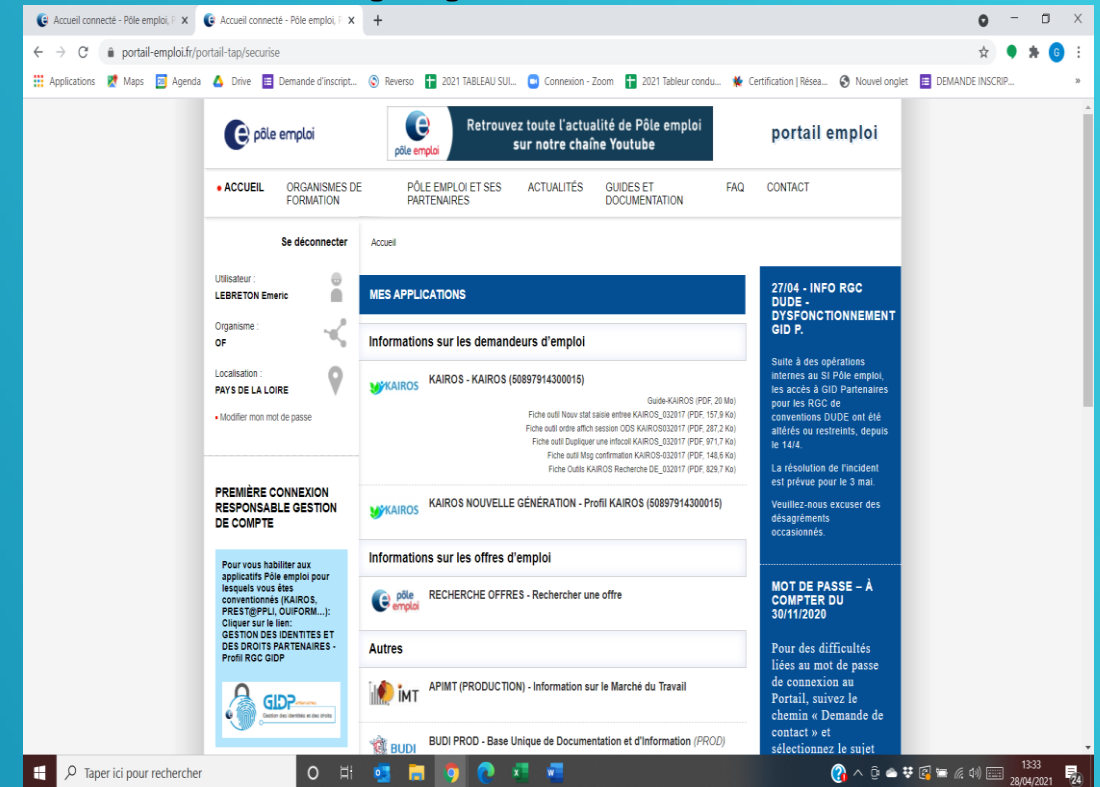 Accueil connecté - Pôle emploi, F
Accueil connecté - Pôle emploi, F
portail-emploi.fr/portail-tap/securise
G
Applications
Maps
Agenda
Drive
Demande d'inscript...
Reverso
2021 TABLEAU SUI...
Connexion - Zoom
2021 Tableur condu...
Certification | Résea...
Nouvel onglet
DEMANDE INSCRIP...
»
pôle emploi
pôle emploi
Retrouvez toute l'actualité de Pôle emploi
sur notre chaîne Youtube
portail emploi
ACCUEIL
ORGANISMES DE
FORMATION
PÔLE EMPLOI ET SES
PARTENAIRES
ACTUALITÉS
GUIDES ET
DOCUMENTATION
FAQ
CONTACT
Se déconnecter
Utilisateur :
LEBRETON Emeric
Organisme :
OF
Localisation :
PAYS DE LA LOIRE
Modifier mon mot de passe
PREMIÈRE CONNEXION
RESPONSABLE GESTION
DE COMPTE
Pour vous habiliter aux
applicatifs Pôle emploi pour
lesquels vous êtes
conventionnés (KAIROS,
PREST@PPLI, OUIFORM...):
Cliquer sur le lien:
GESTION DES IDENTITES ET
DES DROITS PARTENAIRES -
Profil RGC GIDP
GIDP
Gestion des identités et des droits
Accueil
MES APPLICATIONS
Informations sur les demandeurs d'emploi
KAIROS
KAIROS - KAIROS (50897914300015)
Guide-KAIROS (PDF, 20 Mo)
Fiche outil Nouv stat saisie entree KAIROS_032017 (PDF, 157,9 Ko)
Fiche outil ordre affich session ODS KAIROS032017 (PDF, 287,2 Ko)
Fiche outil Dupliquer une infocoll KAIROS_032017 (PDF, 971,7 Ko)
Fiche outil Msg confirmation KAIROS-032017 (PDF, 148,6 Ko)
Fiche Outils KAIROS Recherche DE_032017 (PDF, 829,7 Ko)
KAIROS
KAIROS NOUVELLE GÉNÉRATION - Profil KAIROS (50897914300015)
Informations sur les offres d'emploi
pôle
emploi
RECHERCHE OFFRES - Rechercher une offre
Autres
IMT
APIMT (PRODUCTION) - Information sur le Marché du Travail
BUDI
BUDI PROD - Base Unique de Documentation et d'Information (PROD)
27/04 - INFO RGC
DUDE -
DYSFONCTIONNEMENT
GID P.
Suite à des opérations
internes au SI Pôle emploi,
les accès à GID Partenaires
pour les RGC de
conventions DUDE ont été
altérés ou restreints, depuis
le 14/4.
La résolution de l'incident
est prévue pour le 3 mai.
Veuillez-nous excuser des
désagréments
occasionnés.
MOT DE PASSE – À
COMPTER DU
30/11/2020
Pour des difficultés
liées au mot de passe
de connexion au
Portail, suivez le
chemin « Demande de
contact » et
sélectionnez le sujet
Taper ici pour rechercher
13:33
28/04/2021
24